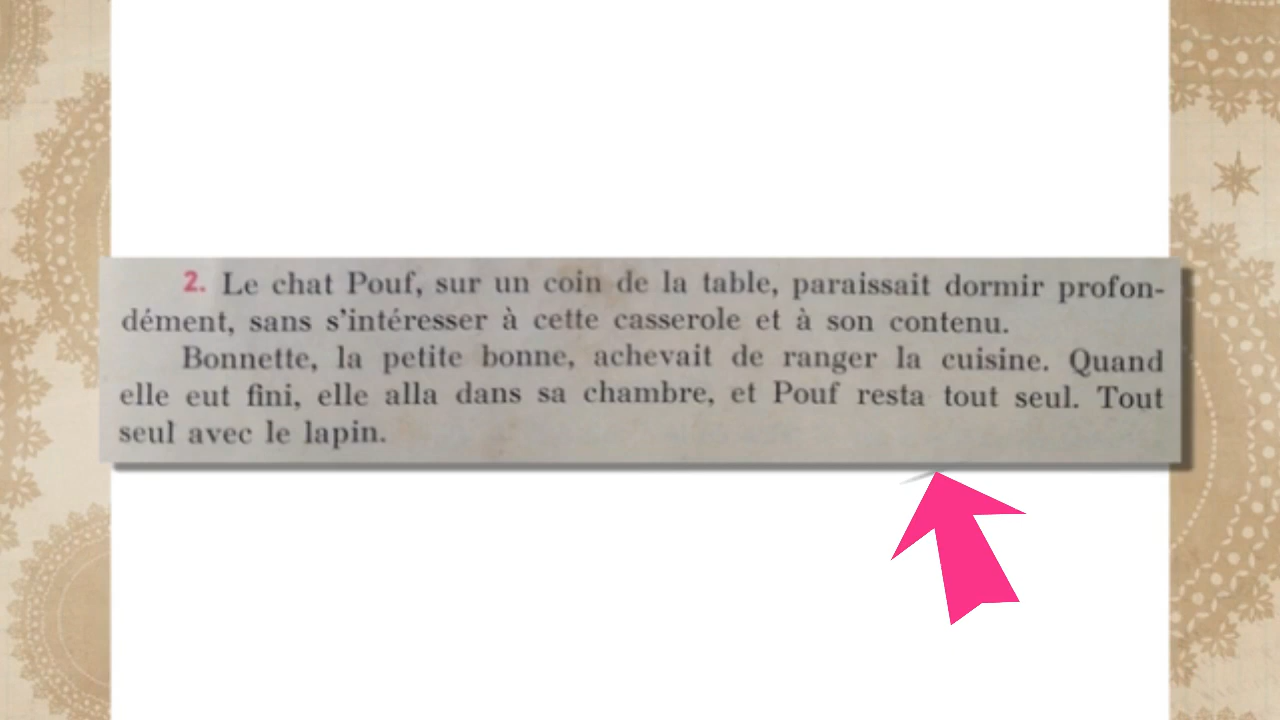 2. Le chat Pouf, sur un coin de la table, paraissait dormir profon-
dément, sans s'intéresser à cette casserole et à son contenu.
Bonnette, la petite bonne, achevait de ranger la cuisine. Quand
elle eut fini, elle alla dans sa chambre, et Pouf resta tout seul. Tout
seul avec le lapin.